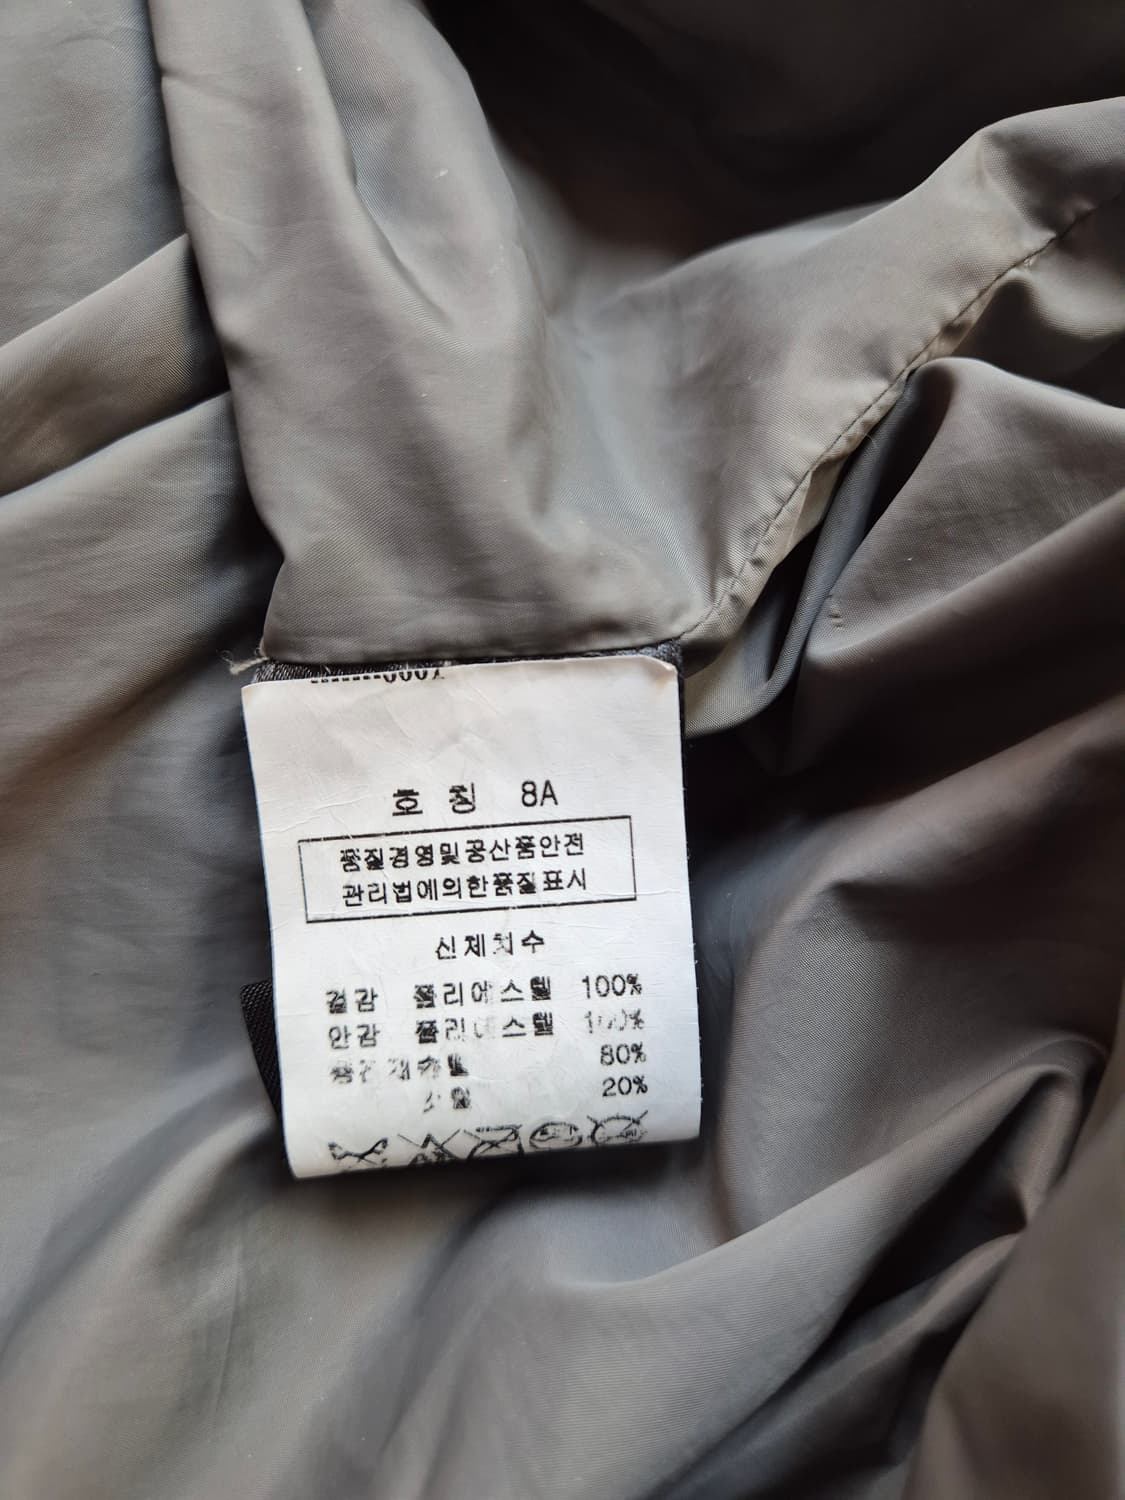 호칭 8A
품질경영및공산품안전
관리법에의한품질표시
신체치수
겉감 폴리에스텔 100%
안감 폴리에스텔 100%
80%
20%